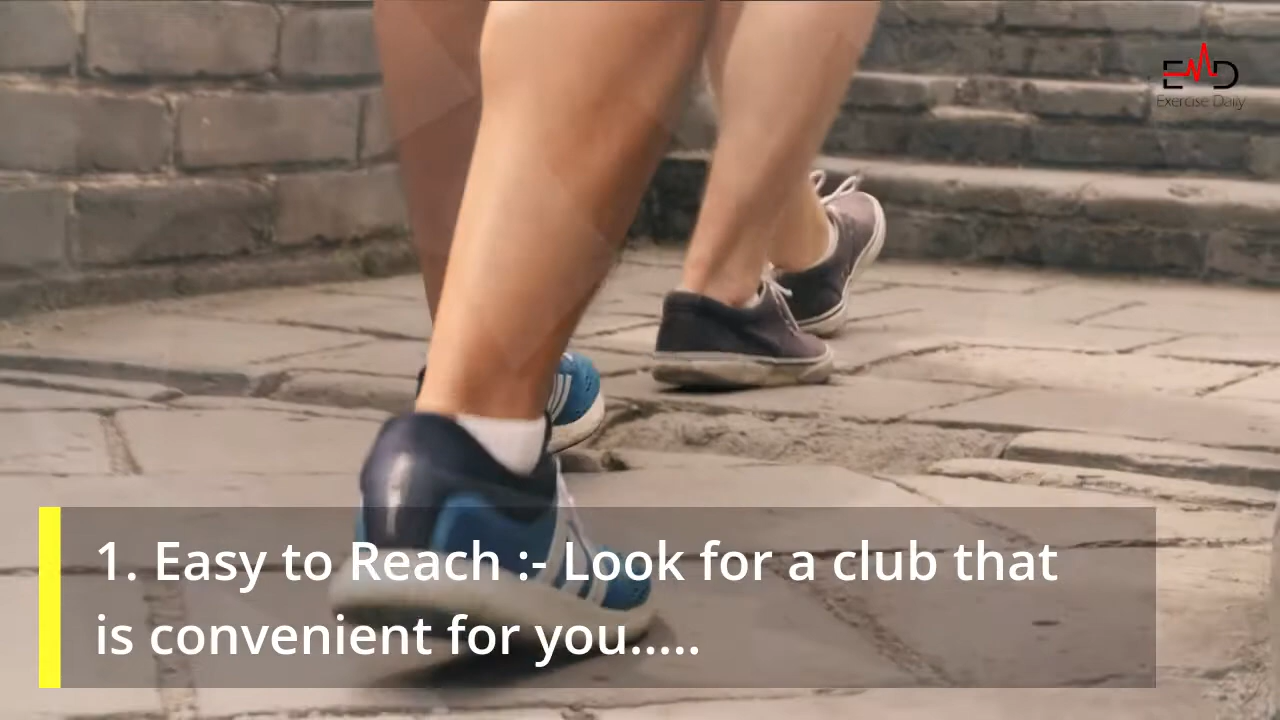 EMD
Exercise Daily
1. Easy to Reach :- Look for a club that
is convenient for you.....